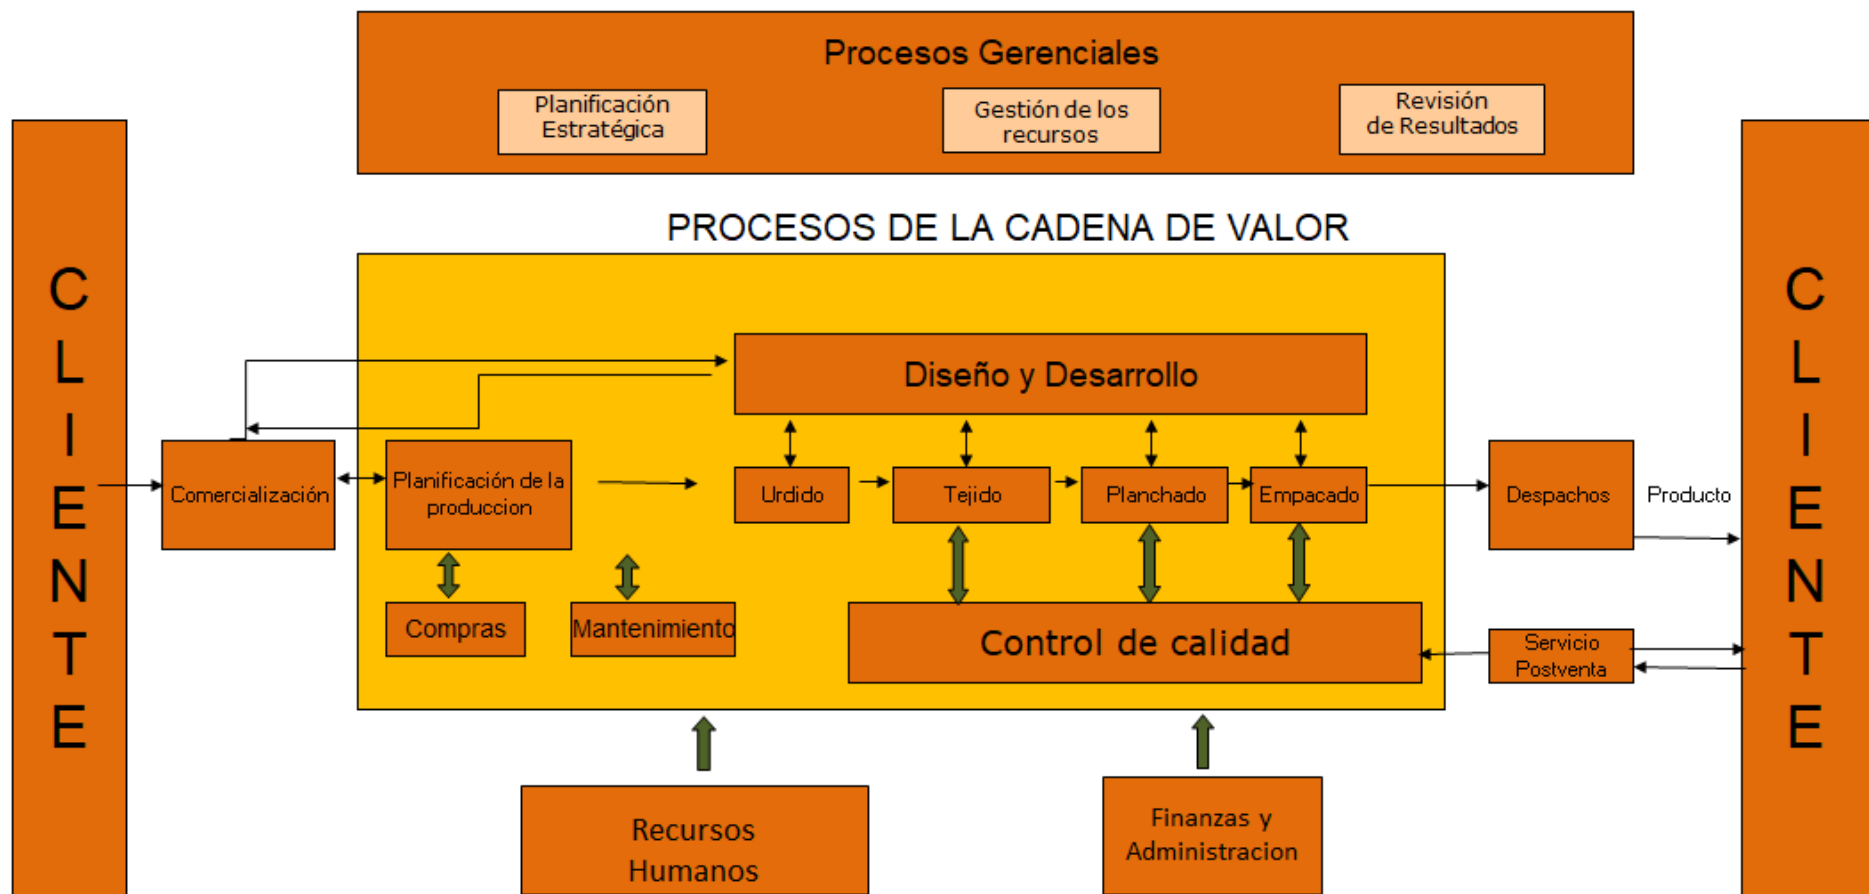 Procesos Gerenciales
Planificación
Estratégica
Gestión de los
recursos
Revisión
de Resultados
CLIENTE
PROCESOS DE LA CADENA DE VALOR
Diseño y Desarrollo
Comercialización
Planificación de la
produccion
Urdido
Tejido
Planchado
Empacado
Despachos
Producto
Compras
Mantenimiento
Control de calidad
Servicio
Postventa
CLIENTE
Recursos
Humanos
Finanzas y
Administracion